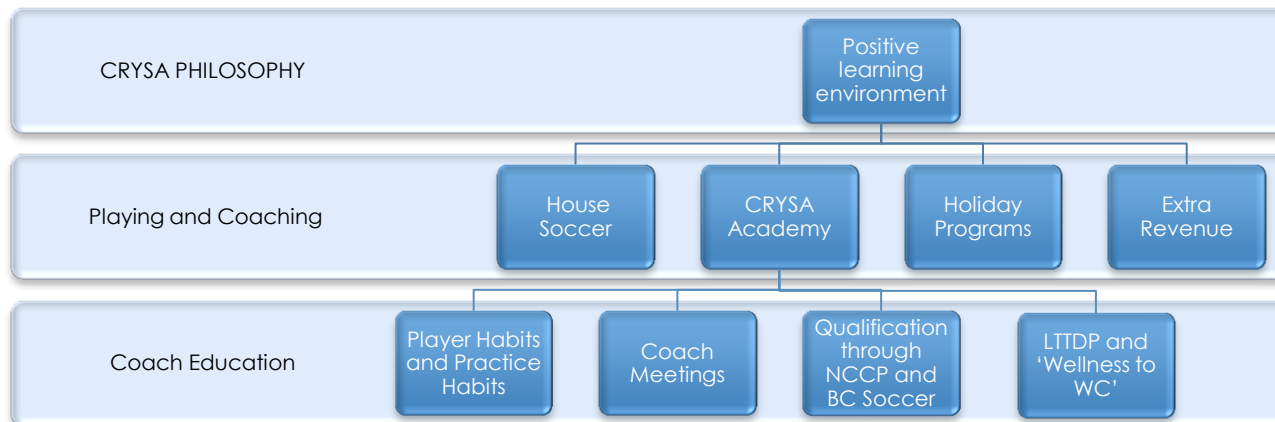 CRYSA PHILOSOPHY
Positive
learning
environment
Playing and Coaching
House
Soccer
CRYSA
Academy
Holiday
Programs
Extra
Revenue
Coach Education
Player Habits
and Practice
Habits
Coach
Meetings
Qualification
through
NCCP and
BC Soccer
LTTDP and
‘Wellness to
WC’